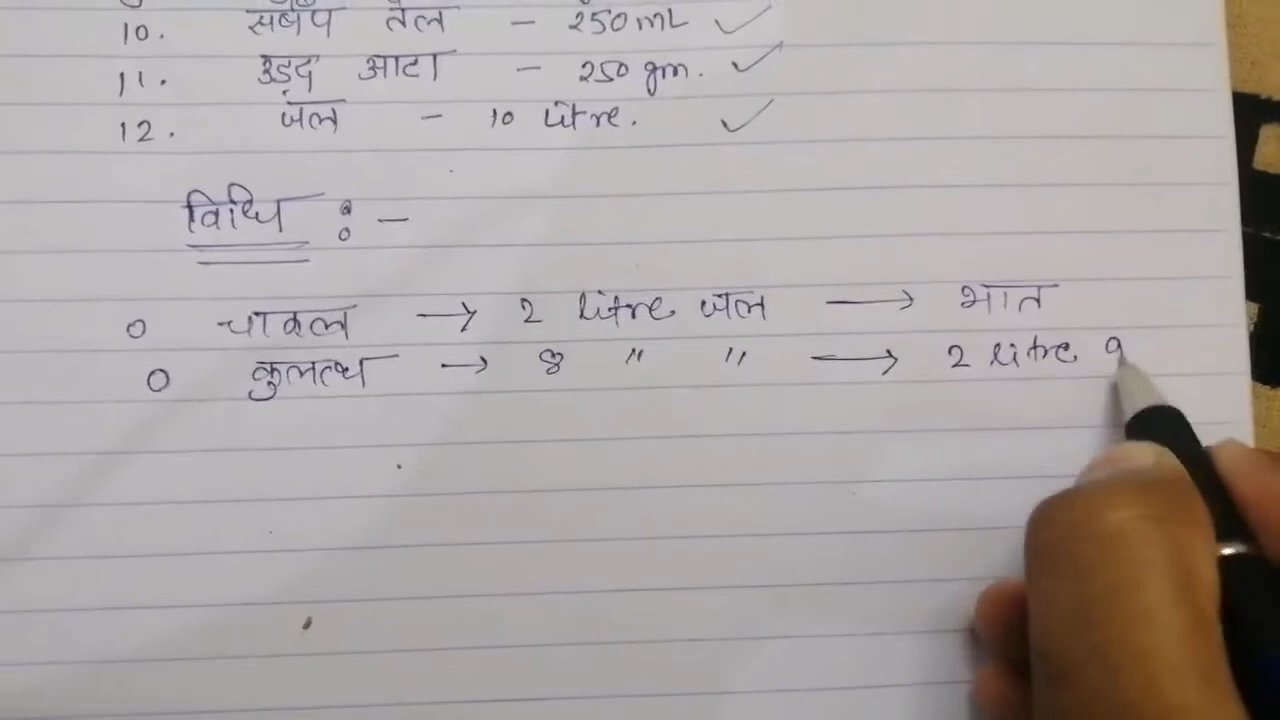 10. सर्षप तेल - 250 mL ✓
11. उड़द आटा - 250 gm. ✓
12. जल - 10 litre. ✓
विधि :-
० चावल → 2 litre जल → भात
० कुलत्थ → 8 " " → 2 litre